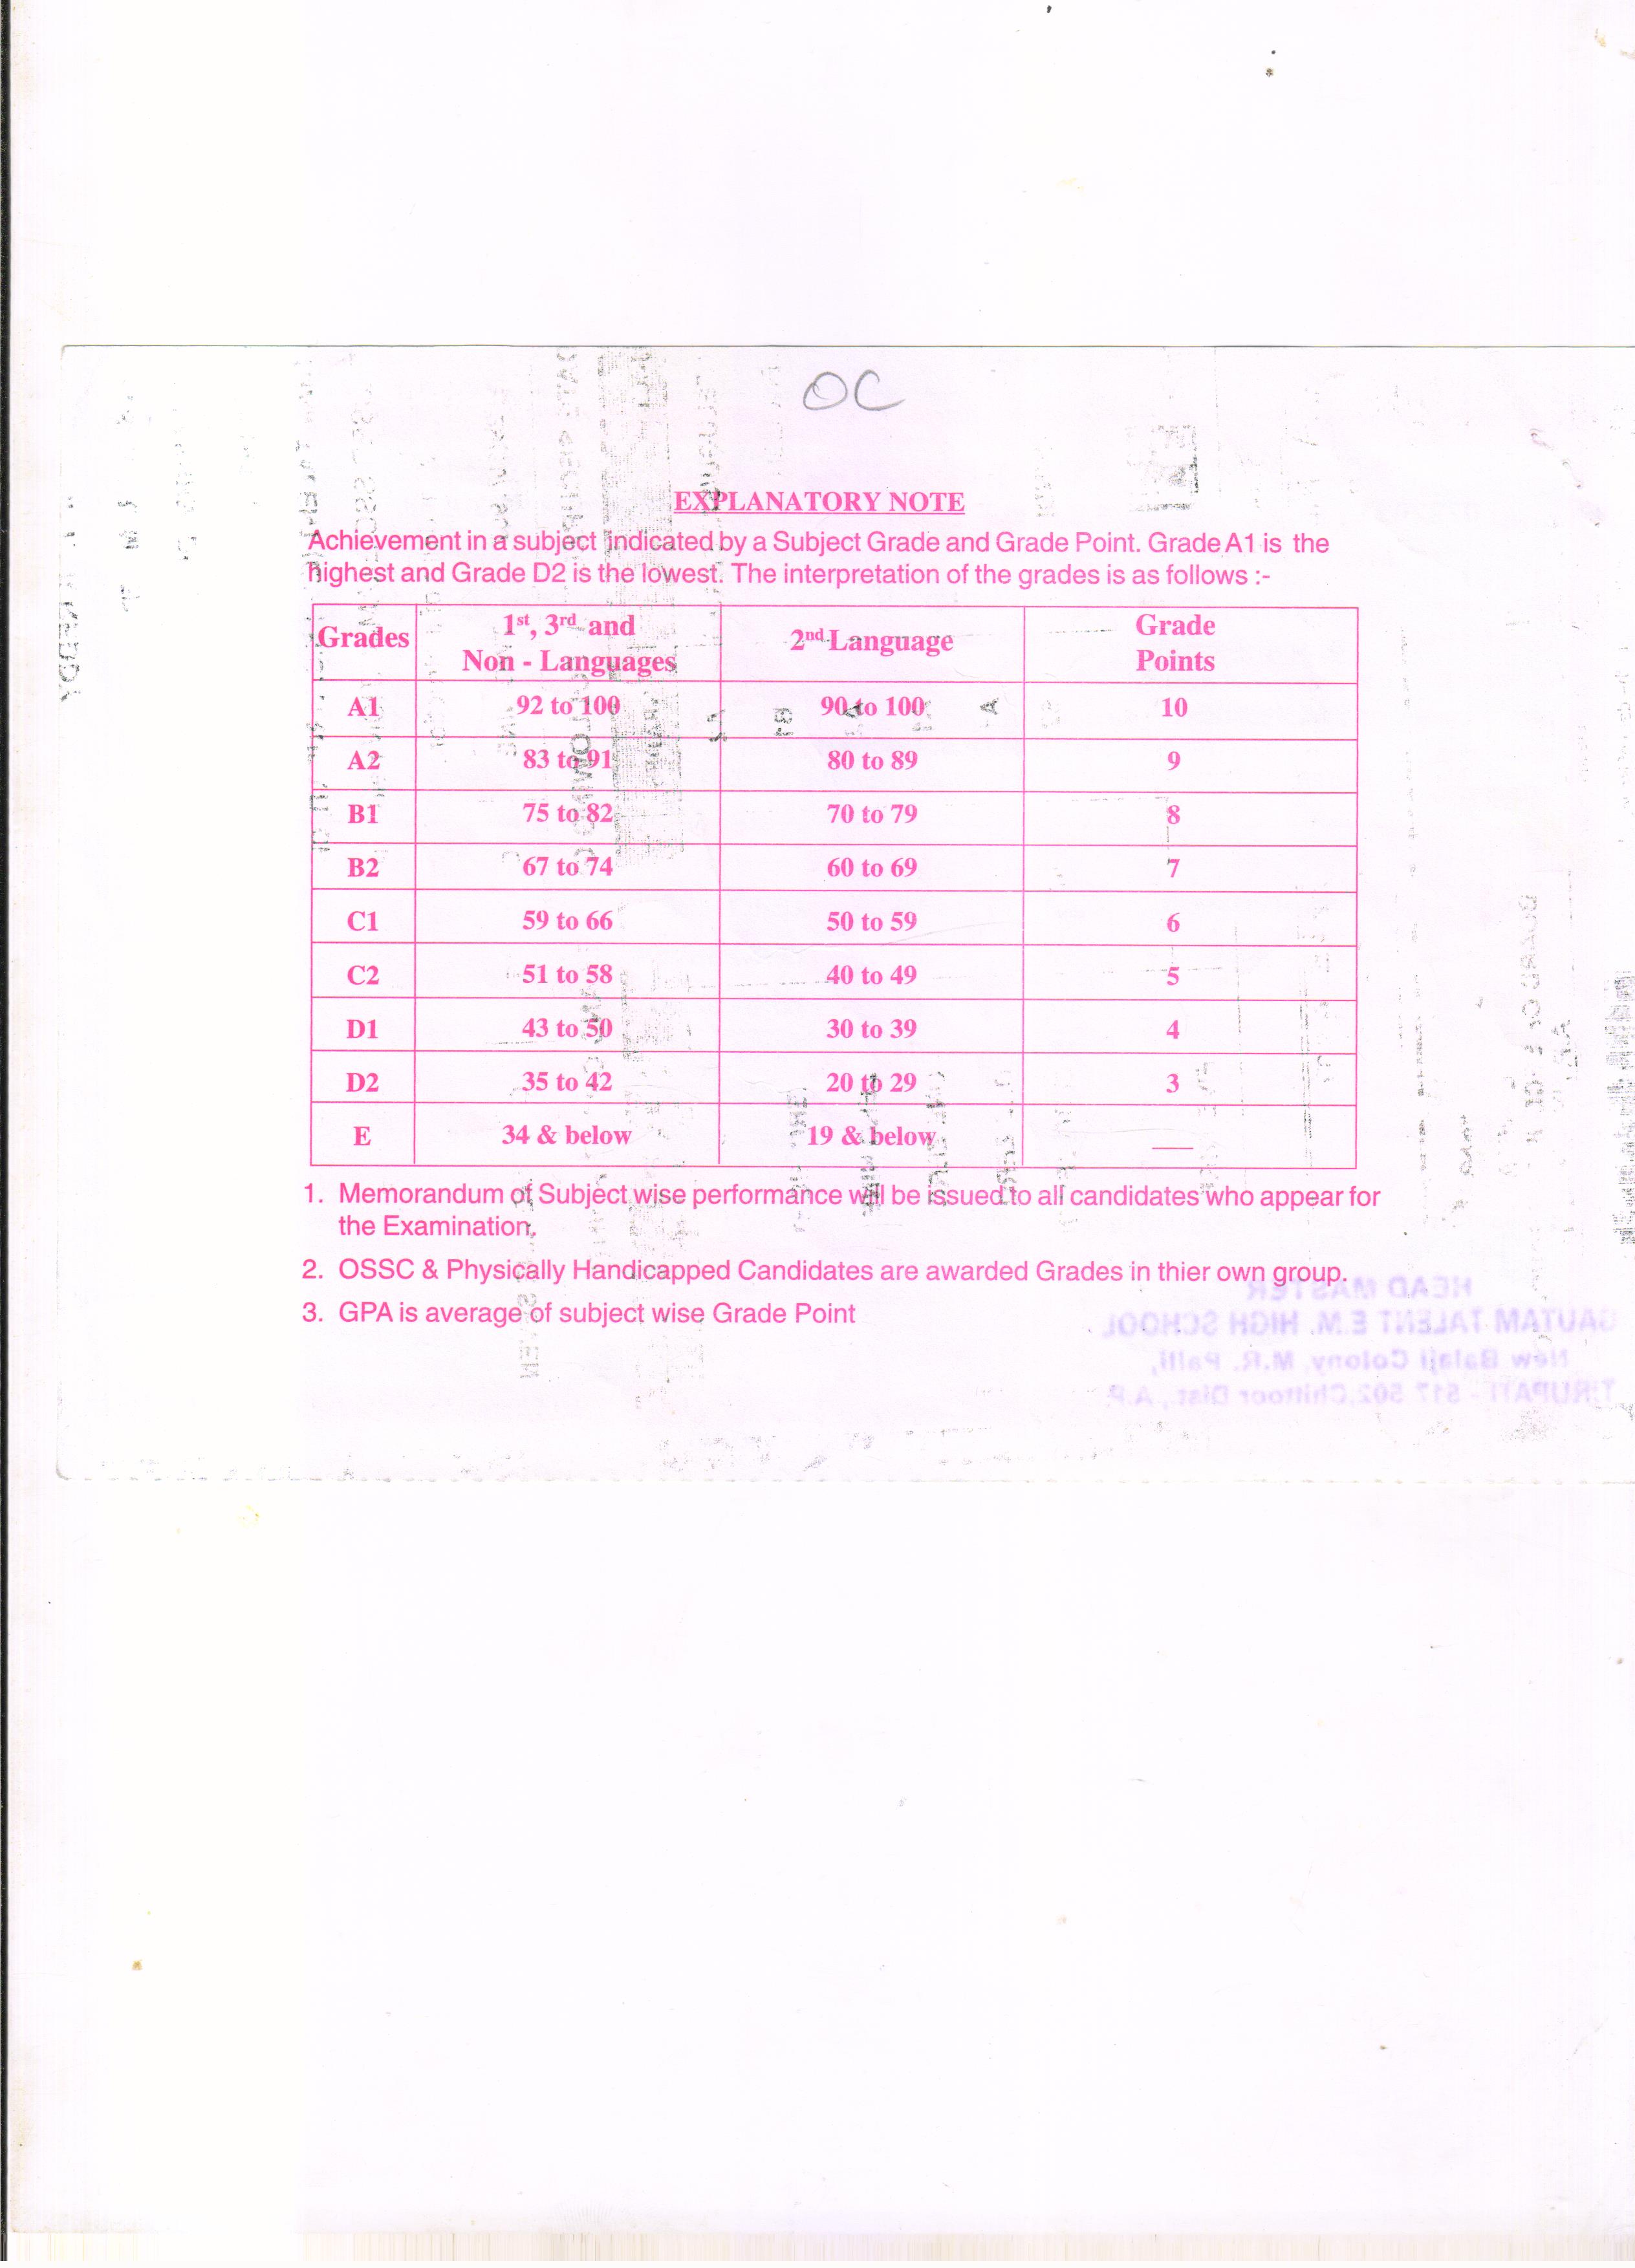 OC
EXPLANATORY NOTE
Achievement in a subject indicated by a Subject Grade and Grade Point. Grade A1 is the
highest and Grade D2 is the lowest. The interpretation of the grades is as follows :-
Grades 1st, 3rd and Non - Languages 2nd Language Grade Points
A1 92 to 100 90 to 100 10
A2 83 to 91 80 to 89 9
B1 75 to 82 70 to 79 8
B2 67 to 74 60 to 69 7
C1 59 to 66 50 to 59 6
C2 51 to 58 40 to 49 5
D1 43 to 50 30 to 39 4
D2 35 to 42 20 to 29 3
E 34 & below 19 & below —
1. Memorandum of Subject wise performance will be issued to all candidates who appear for
the Examination.
2. OSSC & Physically Handicapped Candidates are awarded Grades in thier own group.
3. GPA is average of subject wise Grade Point
HEAD MASTER
GAUTAM TALENT E.M. HIGH SCHOOL
New Balaji Colony, M.R. Palli,
TIRUPATI - 517 502, Chittoor Dist., A.P.